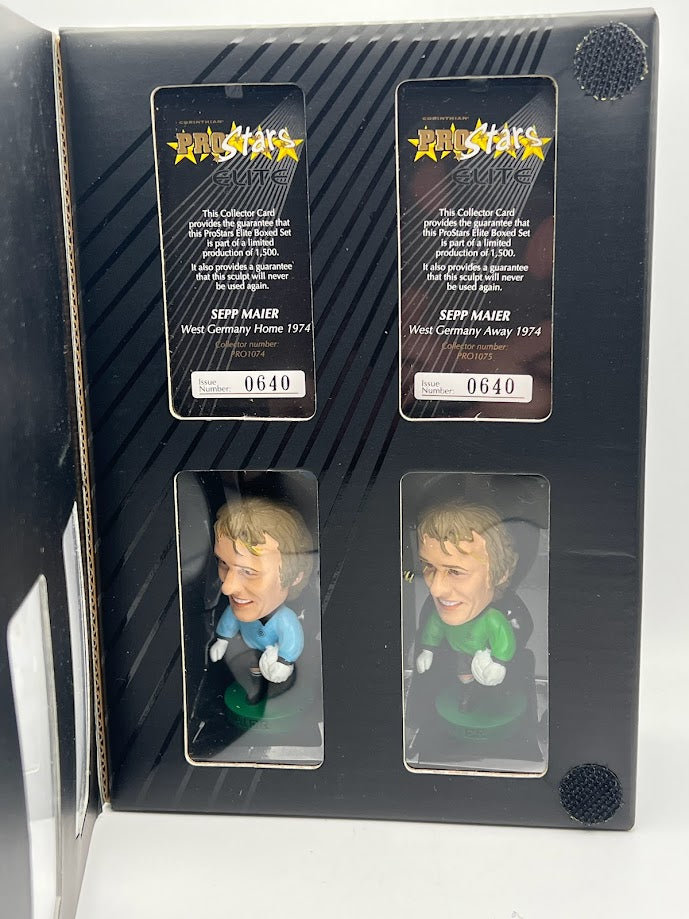 CORINTHIAN
PROStars
ELITE
This Collector Card
provides the guarantee that
this ProStars Elite Boxed Set
is part of a limited
production of 1,500.
It also provides a guarantee
that this sculpt will never
be used again.
SEPP MAIER
West Germany Home 1974
Collector number:
PRO1074
Issue
Number: 0640
CORINTHIAN
PROStars
ELITE
This Collector Card
provides the guarantee that
this ProStars Elite Boxed Set
is part of a limited
production of 1,500.
It also provides a guarantee
that this sculpt will never
be used again.
SEPP MAIER
West Germany Away 1974
Collector number:
PRO1075
Issue
Number: 0640